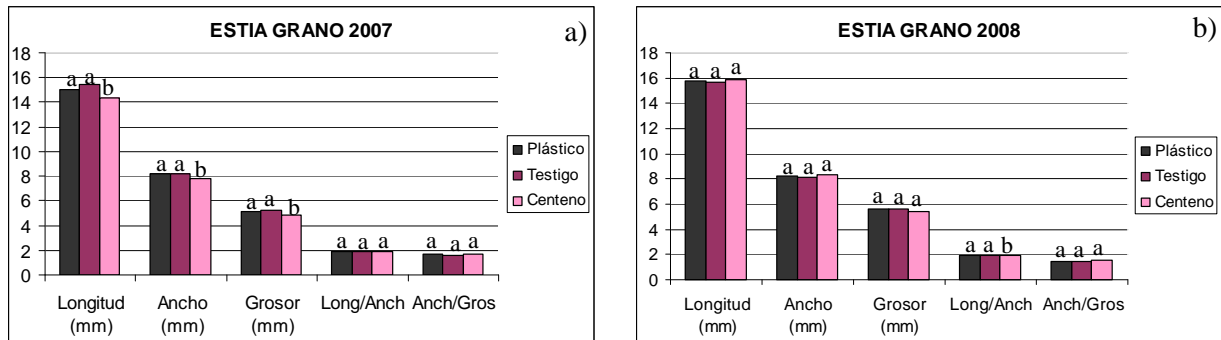 ESTIA GRANO 2007
a)
18
16
14
12
10
8
6
4
2
0
a a b
a a b
a a b
a a a
a a a
Longitud
(mm)
Ancho
(mm)
Grosor
(mm)
Long/Anch
Anch/Gros
Plástico
Testigo
Centeno
ESTIA GRANO 2008
b)
18
16
14
12
10
8
6
4
2
0
a a a
a a a
a a a
a a b
a a a
Longitud
(mm)
Ancho
(mm)
Grosor
(mm)
Long/Anch
Anch/Gros
Plástico
Testigo
Centeno